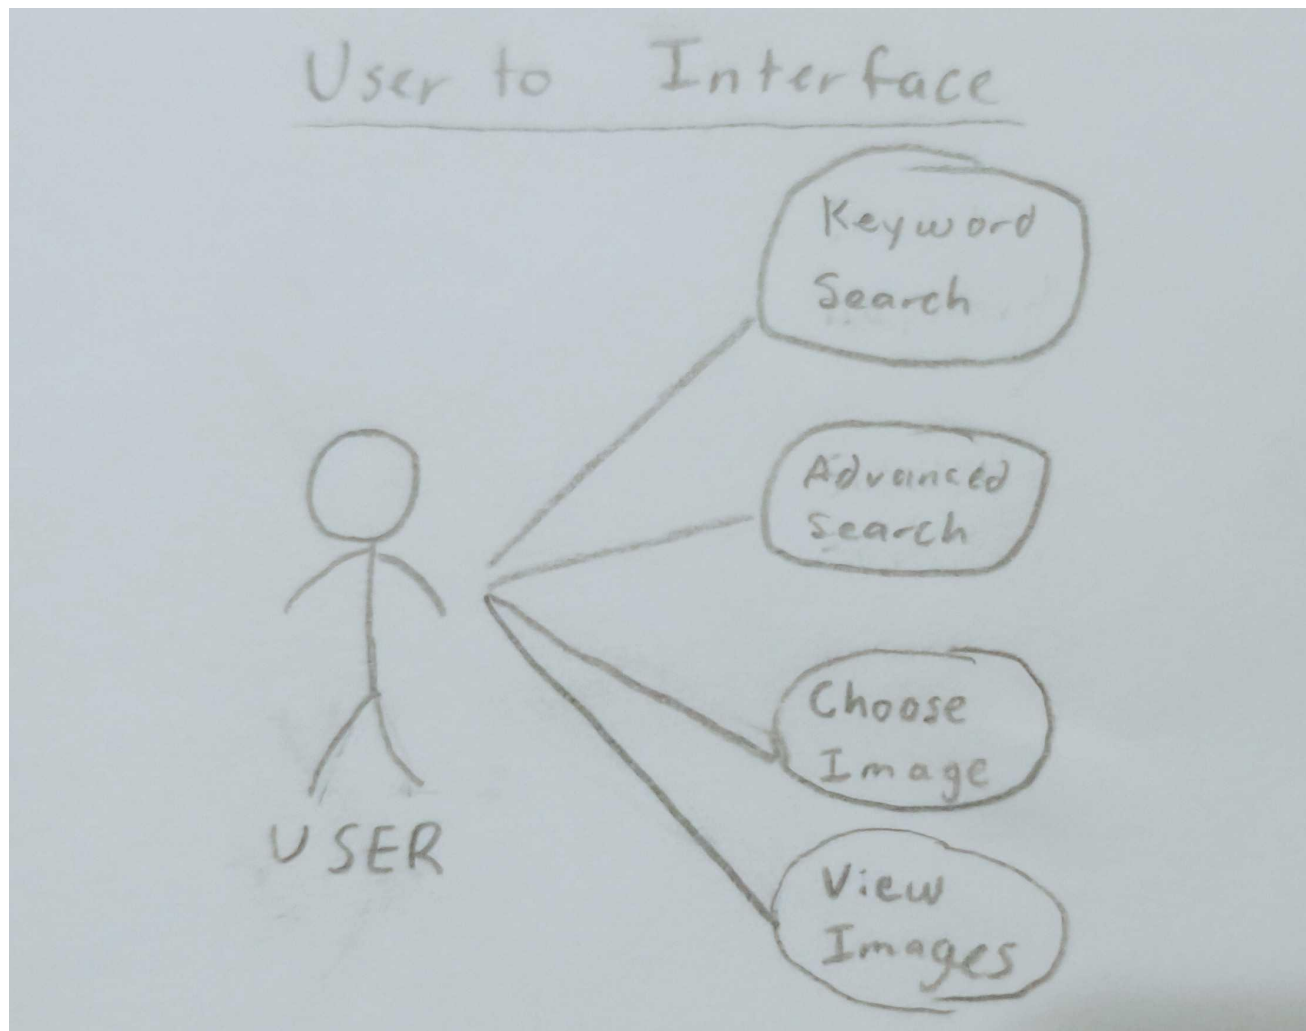 User to Interface
Keyword
Search
Advanced
Search
Choose
Image
View
Images
USER